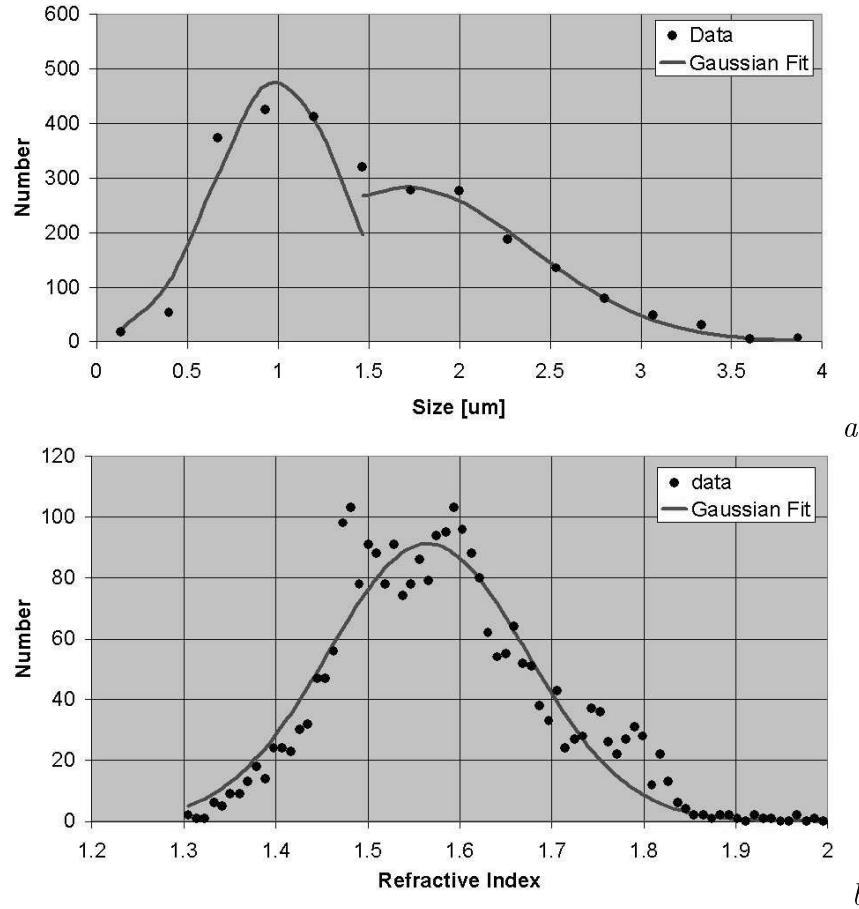 600
500
400
300
200
100
0
Number
Data
Gaussian Fit
0 0.5 1 1.5 2 2.5 3 3.5 4
Size [um]
a
120
100
80
60
40
20
0
Number
data
Gaussian Fit
1.2 1.3 1.4 1.5 1.6 1.7 1.8 1.9 2
Refractive Index
b